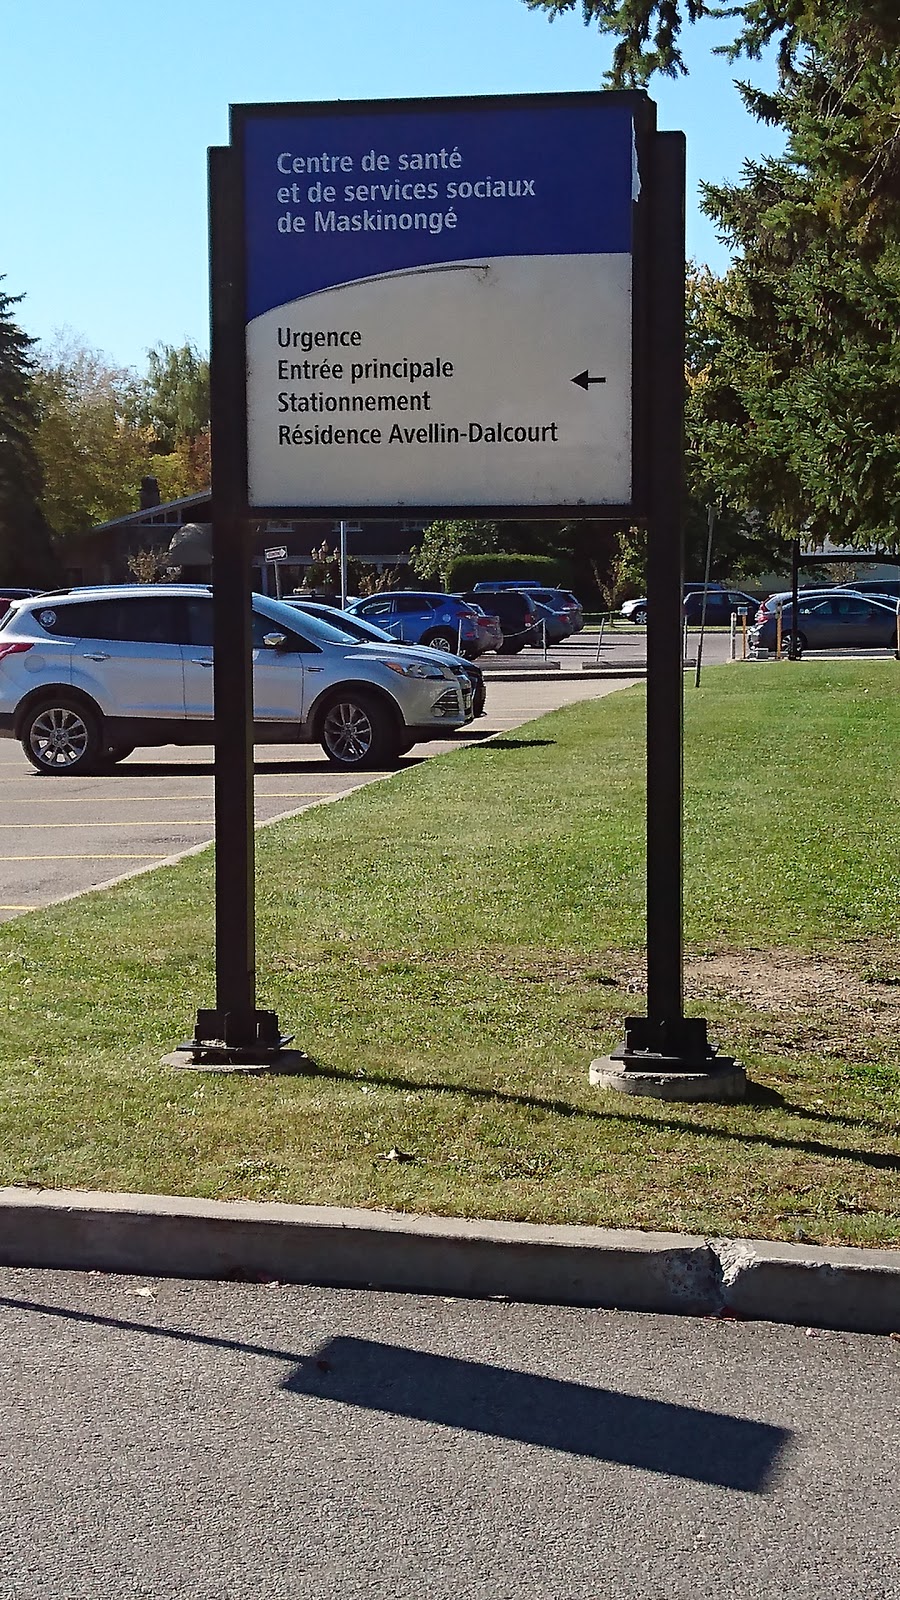 Centre de santé
et de services sociaux
de Maskinongé
Urgence
Entrée principale
Stationnement
Résidence Avellin-Dalcourt